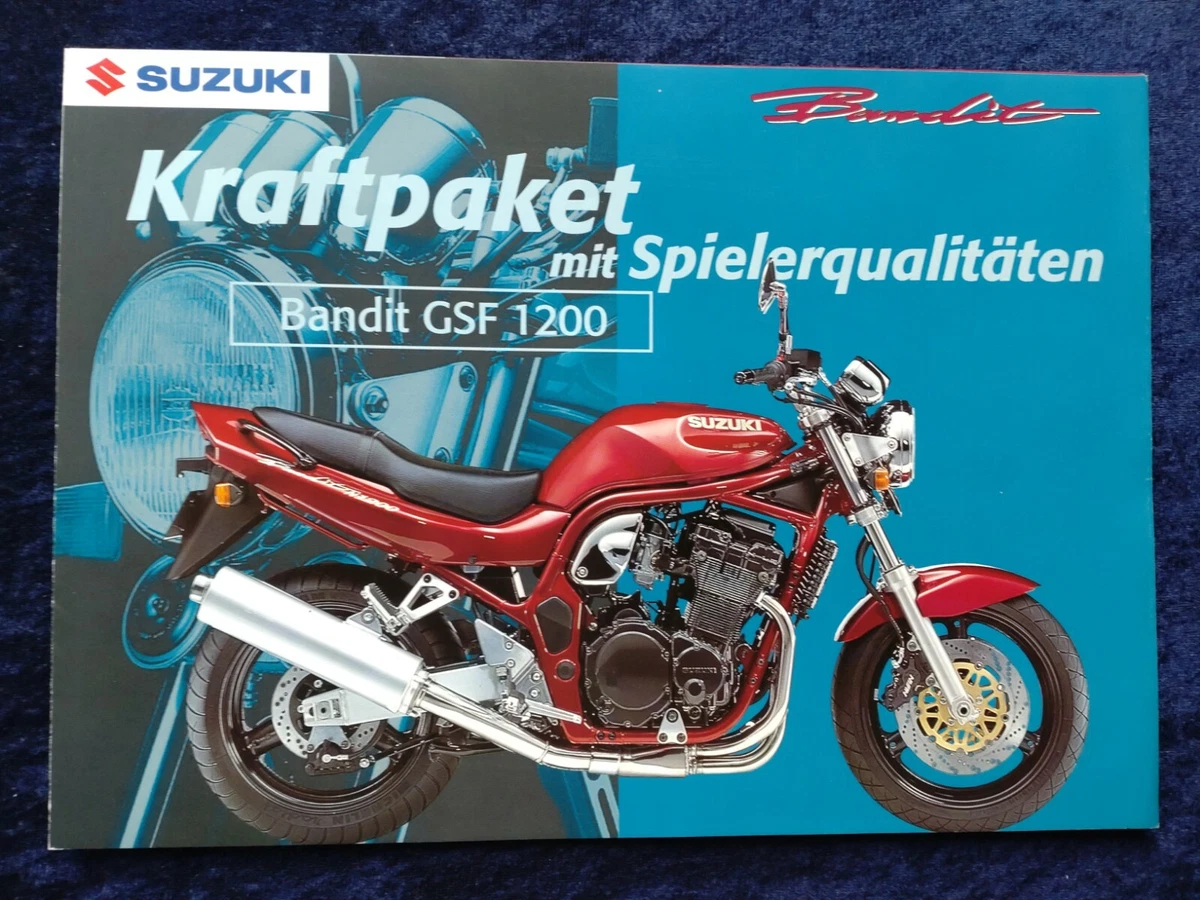 SUZUKI
Bandit
Kraftpaket
mit Spielerqualitäten
Bandit GSF 1200
SUZUKI